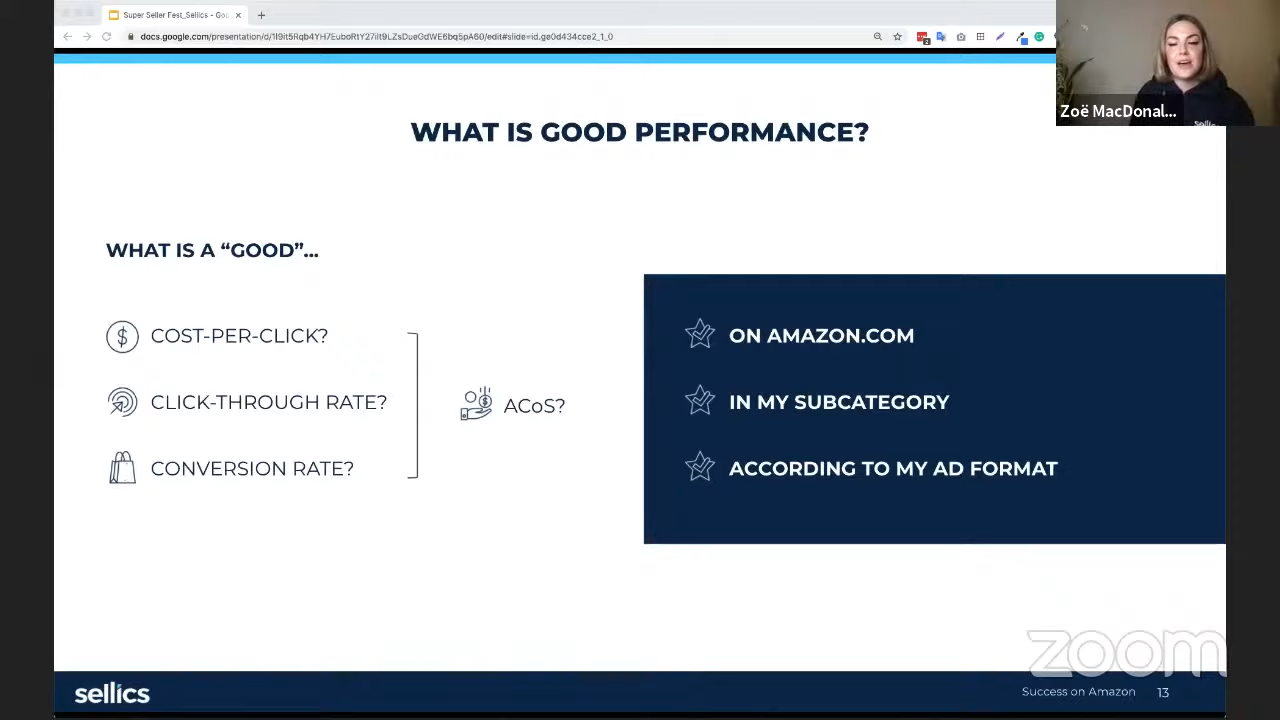 Super Seller Fest_Sellics - Goo
docs.google.com/presentation/d/1I9it5Rqb4YH7EuboRtY27iIt9LZsDueGdWE6bq5pA60/edit#slide=id.ge0d434cce2_1_0
Zoë MacDonal...
WHAT IS GOOD PERFORMANCE?
WHAT IS A “GOOD”...
COST-PER-CLICK?
CLICK-THROUGH RATE?
CONVERSION RATE?
ACoS?
ON AMAZON.COM
IN MY SUBCATEGORY
ACCORDING TO MY AD FORMAT
zoom
sellics
Success on Amazon 13